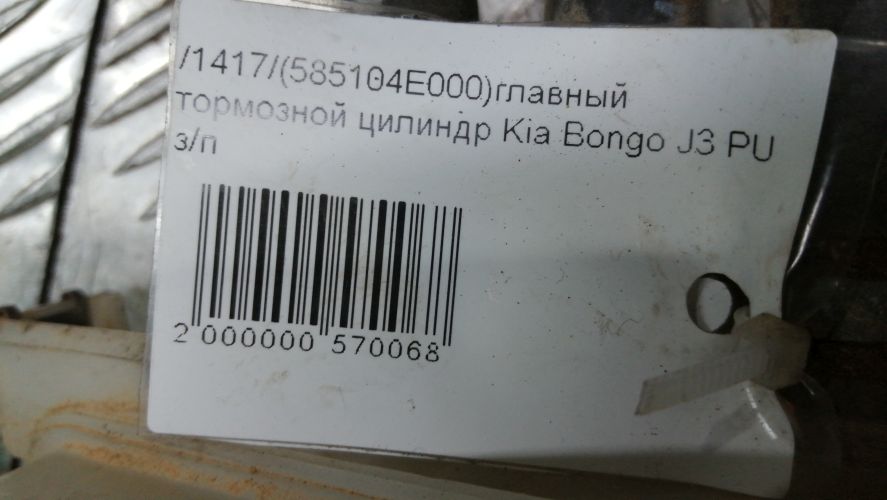 /1417/(585104E000)главный
тормозной цилиндр Kia Bongo J3 PU
з/п
2 000000 570068